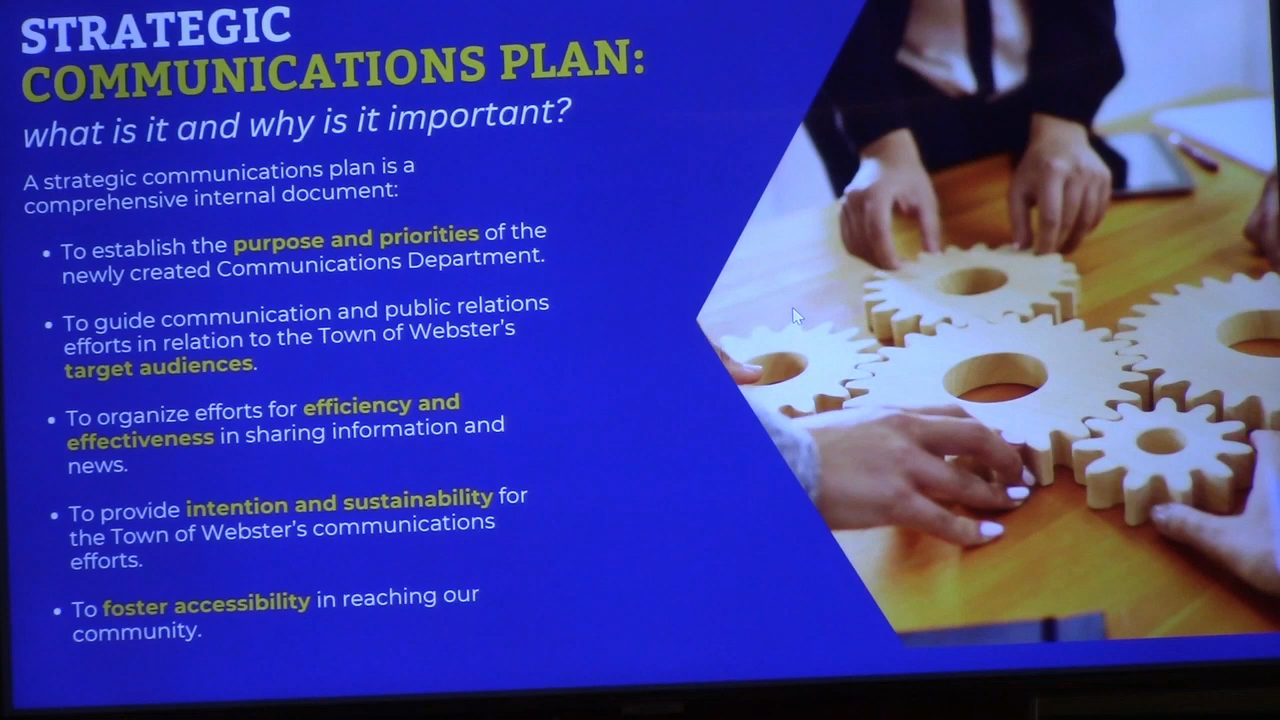 STRATEGIC
COMMUNICATIONS PLAN:
what is it and why is it important?
A strategic communications plan is a
comprehensive internal document:
• To establish the purpose and priorities of the
newly created Communications Department.
• To guide communication and public relations
efforts in relation to the Town of Webster's
target audiences.
• To organize efforts for efficiency and
effectiveness in sharing information and
news.
• To provide intention and sustainability for
the Town of Webster's communications
efforts.
• To foster accessibility in reaching our
community.